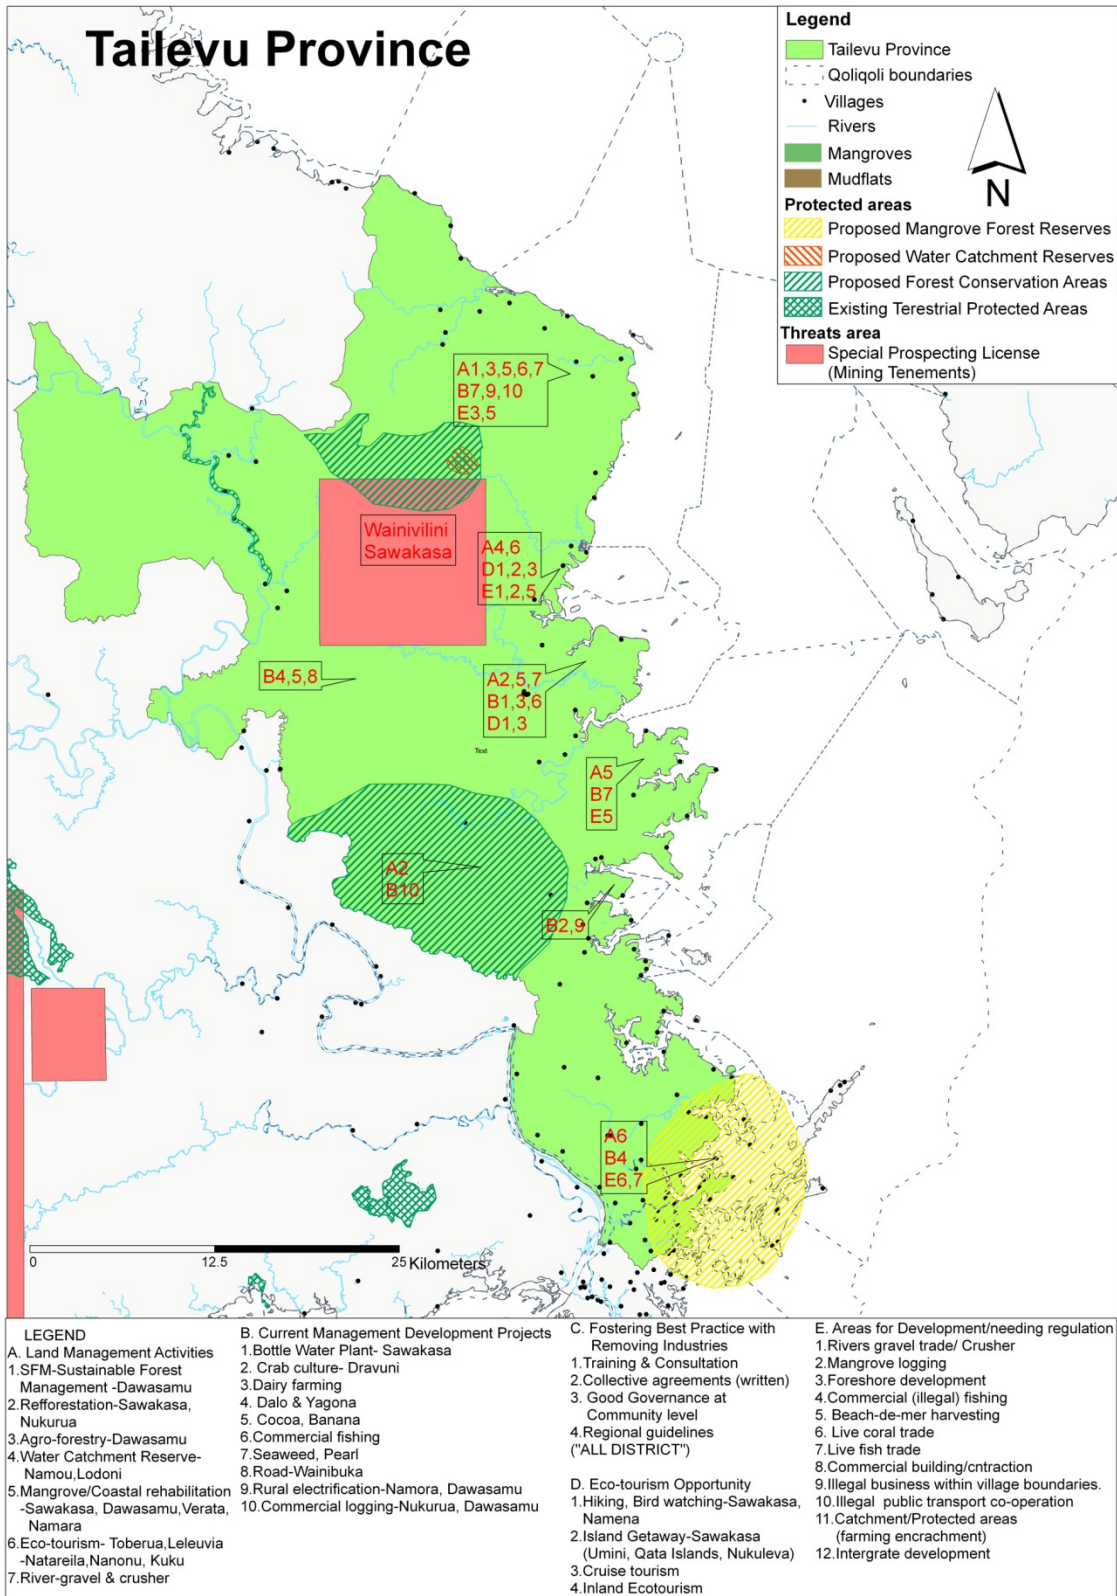 Tailevu Province
Legend
Tailevu Province
Qoliqoli boundaries
Villages
Rivers
Mangroves
Mudflats
Protected areas
Proposed Mangrove Forest Reserves
Proposed Water Catchment Reserves
Proposed Forest Conservation Areas
Existing Terestrial Protected Areas
Threats area
Special Prospecting License
(Mining Tenements)
N
A1,3,5,6,7
B7,9,10
E3,5
Wainivilini
Sawakasa
A4,6
D1,2,3
E1,2,5
B4,5,8
A2,5,7
B1,3,6
D1,3
Text
A5
B7
E5
A2
B10
B2,9
A6
B4
E6,7
0 12.5 25 Kilometers
LEGEND
A. Land Management Activities
1.SFM-Sustainable Forest
Management -Dawasamu
2.Refforestation-Sawakasa,
Nukurua
3.Agro-forestry-Dawasamu
4.Water Catchment Reserve-
Namou,Lodoni
5.Mangrove/Coastal rehabilitation
-Sawakasa, Dawasamu,Verata,
Namara
6.Eco-tourism- Toberua,Leleuvia
-Natareila,Nanonu, Kuku
7.River-gravel & crusher
B. Current Management Development Projects
1.Bottle Water Plant- Sawakasa
2. Crab culture- Dravuni
3.Dairy farming
4. Dalo & Yagona
5. Cocoa, Banana
6.Commercial fishing
7.Seaweed, Pearl
8.Road-Wainibuka
9.Rural electrification-Namora, Dawasamu
10.Commercial logging-Nukurua, Dawasamu
C. Fostering Best Practice with
Removing Industries
1.Training & Consultation
2.Collective agreements (written)
3. Good Governance at
Community level
4.Regional guidelines
("ALL DISTRICT")
D. Eco-tourism Opportunity
1.Hiking, Bird watching-Sawakasa,
Namena
2.Island Getaway-Sawakasa
(Umini, Qata Islands, Nukuleva)
3.Cruise tourism
4.Inland Ecotourism
E. Areas for Development/needing regulation
1.Rivers gravel trade/ Crusher
2.Mangrove logging
3.Foreshore development
4.Commercial (illegal) fishing
5. Beach-de-mer harvesting
6. Live coral trade
7.Live fish trade
8.Commercial building/cntraction
9.Illegal business within village boundaries.
10.Illegal public transport co-operation
11.Catchment/Protected areas
(farming encrachment)
12.Intergrate development